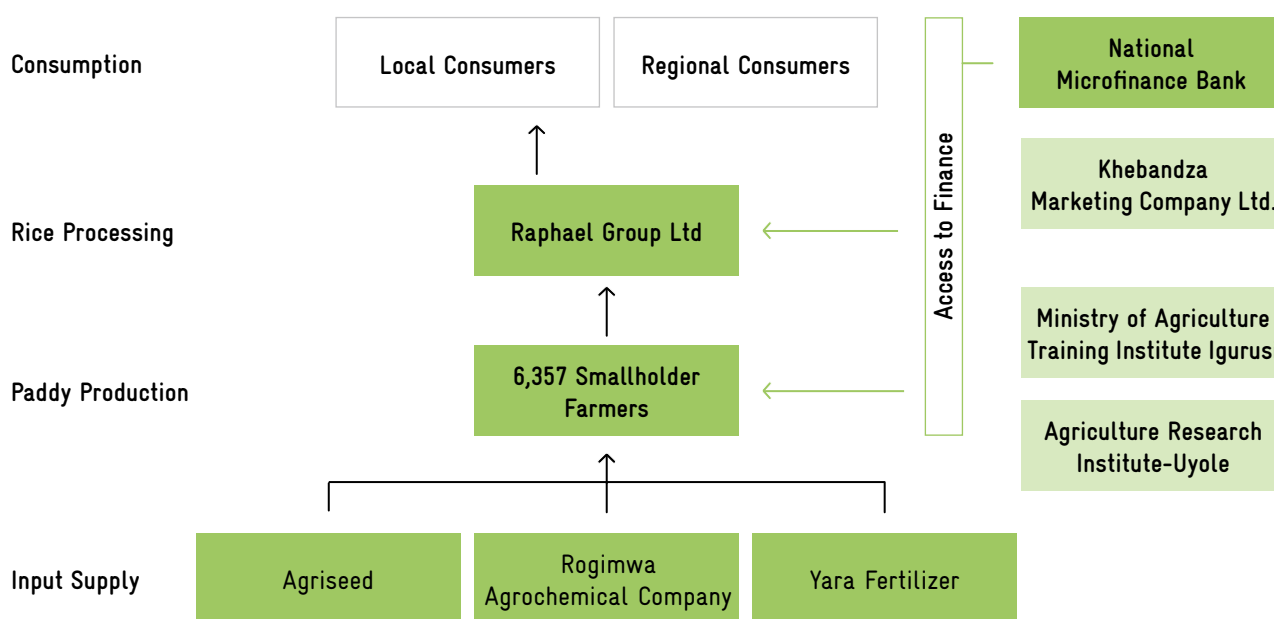 Consumption
Local Consumers
Regional Consumers
National
Microfinance Bank
Khebandza
Marketing Company Ltd.
Rice Processing
Raphael Group Ltd
Access to Finance
Ministry of Agriculture
Training Institute Igurus
Paddy Production
6,357 Smallholder
Farmers
Agriculture Research
Institute-Uyole
Input Supply
Agriseed
Rogimwa
Agrochemical Company
Yara Fertilizer